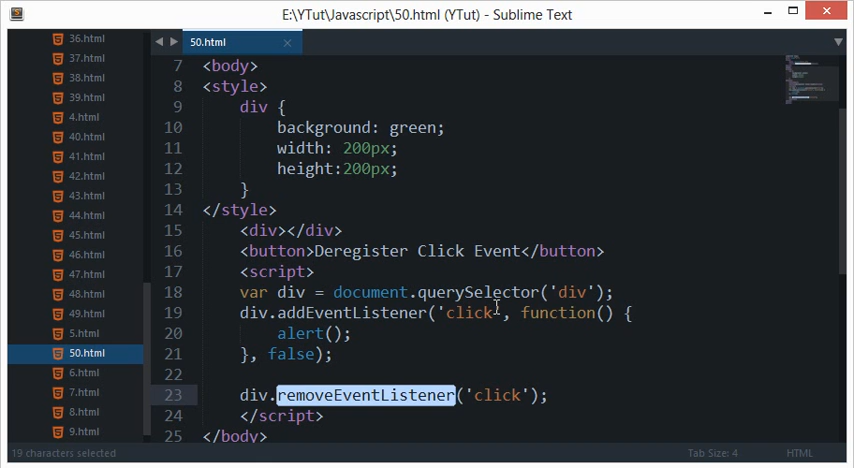 E:\YTut\Javascript\50.html (YTut) - Sublime Text
36.html
37.html
38.html
39.html
4.html
40.html
41.html
42.html
43.html
44.html
45.html
46.html
47.html
48.html
49.html
5.html
50.html
6.html
7.html
8.html
9.html
50.html
7 <body>
8 <style>
9 div {
10 background: green;
11 width: 200px;
12 height:200px;
13 }
14 </style>
15 <div></div>
16 <button>Deregister Click Event</button>
17 <script>
18 var div = document.querySelector('div');
19 div.addEventListener('click', function() {
20 alert();
21 }, false);
22
23 div.removeEventListener('click');
24 </script>
25 </body>
19 characters selected
Tab Size: 4
HTML